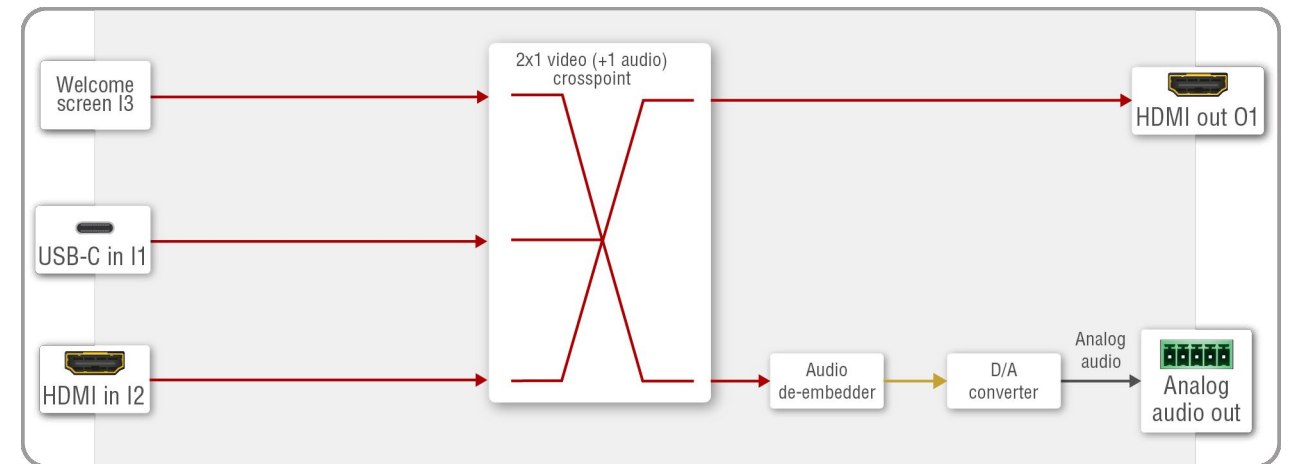 Welcome
screen I3
2x1 video (+1 audio)
crosspoint
HDMI out O1
USB-C in I1
HDMI in I2
Audio
de-embedder
D/A
converter
Analog
audio
Analog
audio out